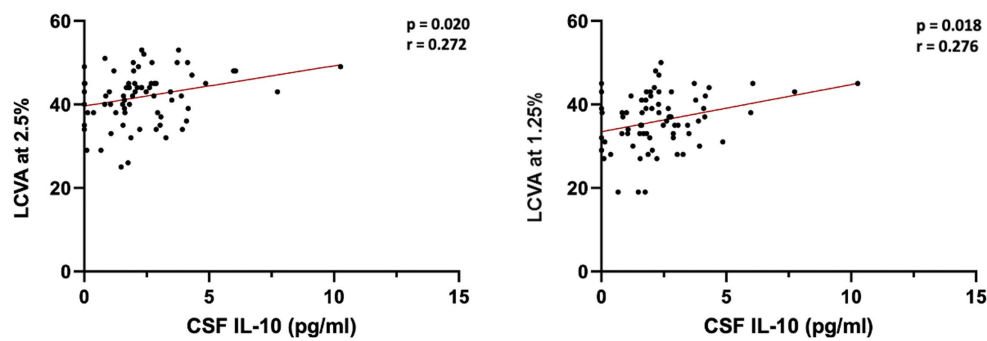 60
40
20
0
LCVA at 2.5%
0
5
10
15
CSF IL-10 (pg/ml)
p = 0.020
r = 0.272
60
40
20
0
LCVA at 1.25%
0
5
10
15
CSF IL-10 (pg/ml)
p = 0.018
r = 0.276